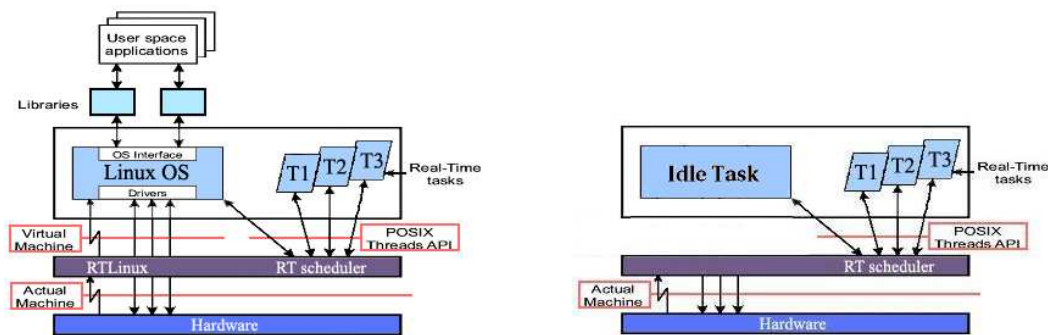 User space
applications
Libraries
OS Interface
Linux OS
Drivers
T1
T2
T3
Real-Time
tasks
Virtual
Machine
POSIX
Threads API
RTLinux
RT scheduler
Actual
Machine
Hardware
Idle Task
T1
T2
T3
Real-Time
tasks
POSIX
Threads API
RT scheduler
Actual
Machine
Hardware